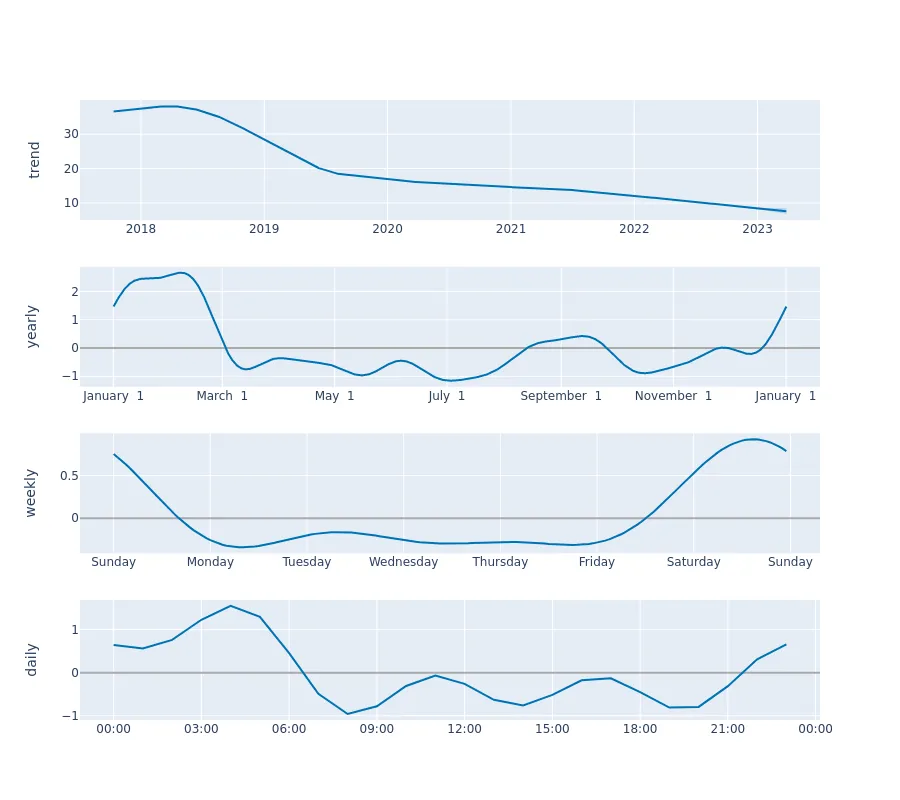 trend
30
20
10
2018 2019 2020 2021 2022 2023
yearly
2
1
0
−1
January 1 March 1 May 1 July 1 September 1 November 1 January 1
weekly
0.5
0
Sunday Monday Tuesday Wednesday Thursday Friday Saturday Sunday
daily
1
0
−1
00:00 03:00 06:00 09:00 12:00 15:00 18:00 21:00 00:00